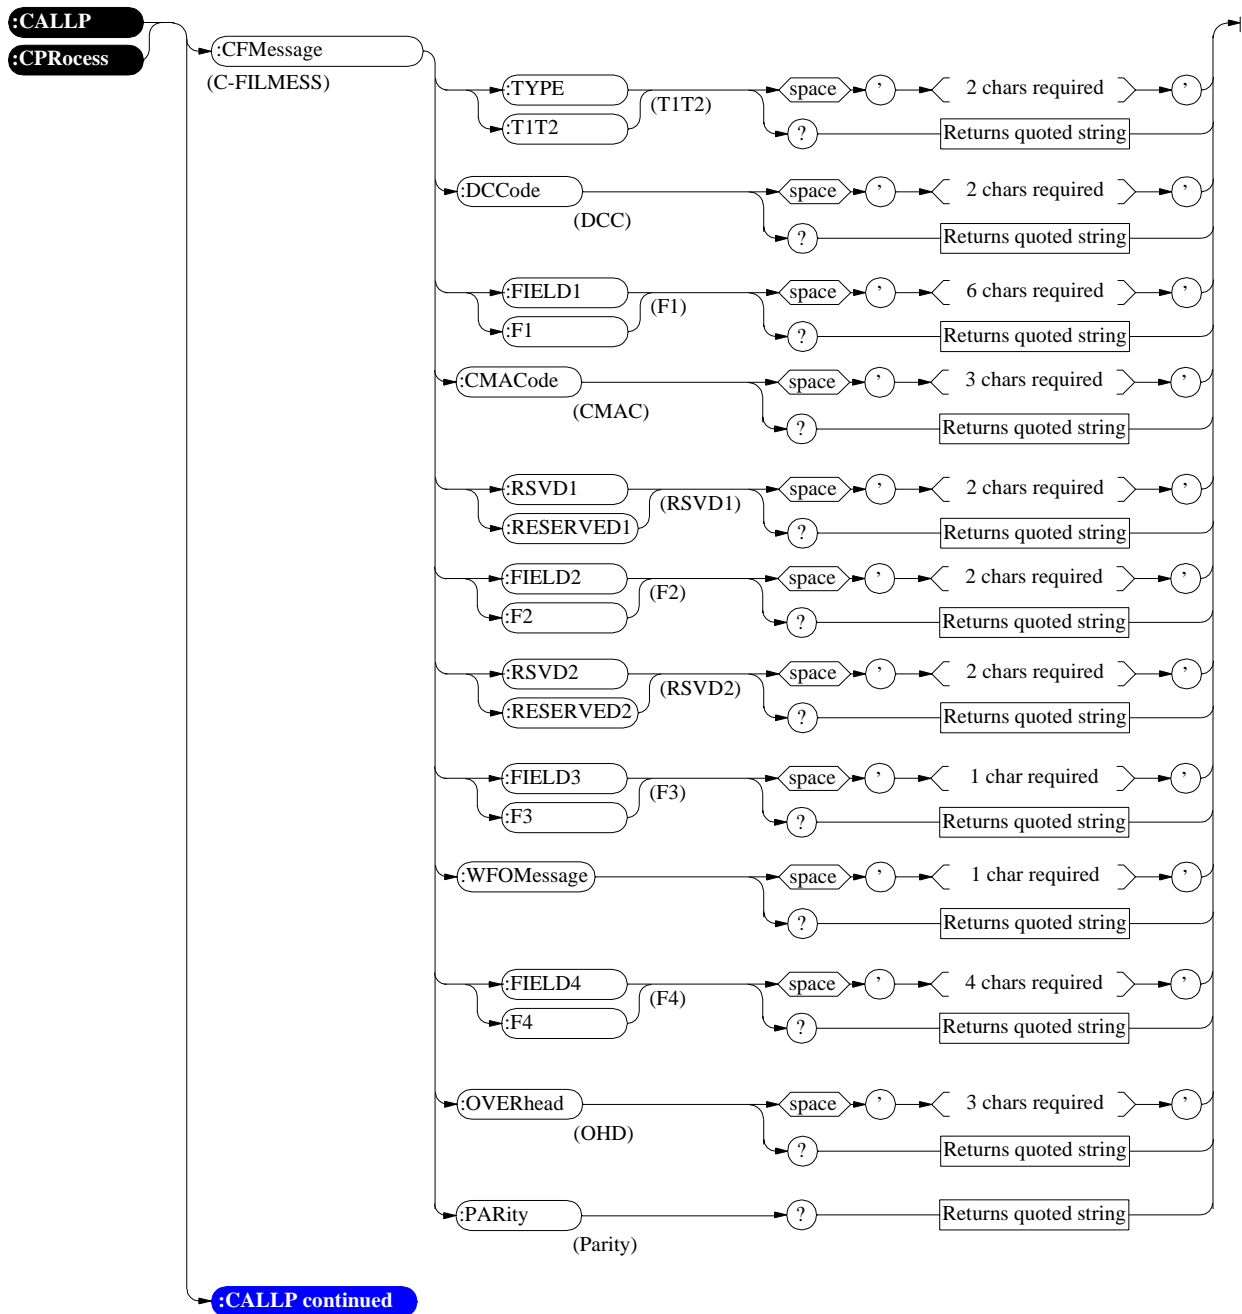 :CALLP
:CPRocess
:CFMessage
(C-FILMESS)
:TYPE
:T1T2
(T1T2)
space
’
2 chars required
’
?
Returns quoted string
:DCCode
(DCC)
space
’
2 chars required
’
?
Returns quoted string
:FIELD1
:F1
(F1)
space
’
6 chars required
’
?
Returns quoted string
:CMACode
(CMAC)
space
’
3 chars required
’
?
Returns quoted string
:RSVD1
:RESERVED1
(RSVD1)
space
’
2 chars required
’
?
Returns quoted string
:FIELD2
:F2
(F2)
space
’
2 chars required
’
?
Returns quoted string
:RSVD2
:RESERVED2
(RSVD2)
space
’
2 chars required
’
?
Returns quoted string
:FIELD3
:F3
(F3)
space
’
1 char required
’
?
Returns quoted string
:WFOMessage
space
’
1 char required
’
?
Returns quoted string
:FIELD4
:F4
(F4)
space
’
4 chars required
’
?
Returns quoted string
:OVERhead
(OHD)
space
’
3 chars required
’
?
Returns quoted string
:PARity
(Parity)
?
Returns quoted string
:CALLP continued